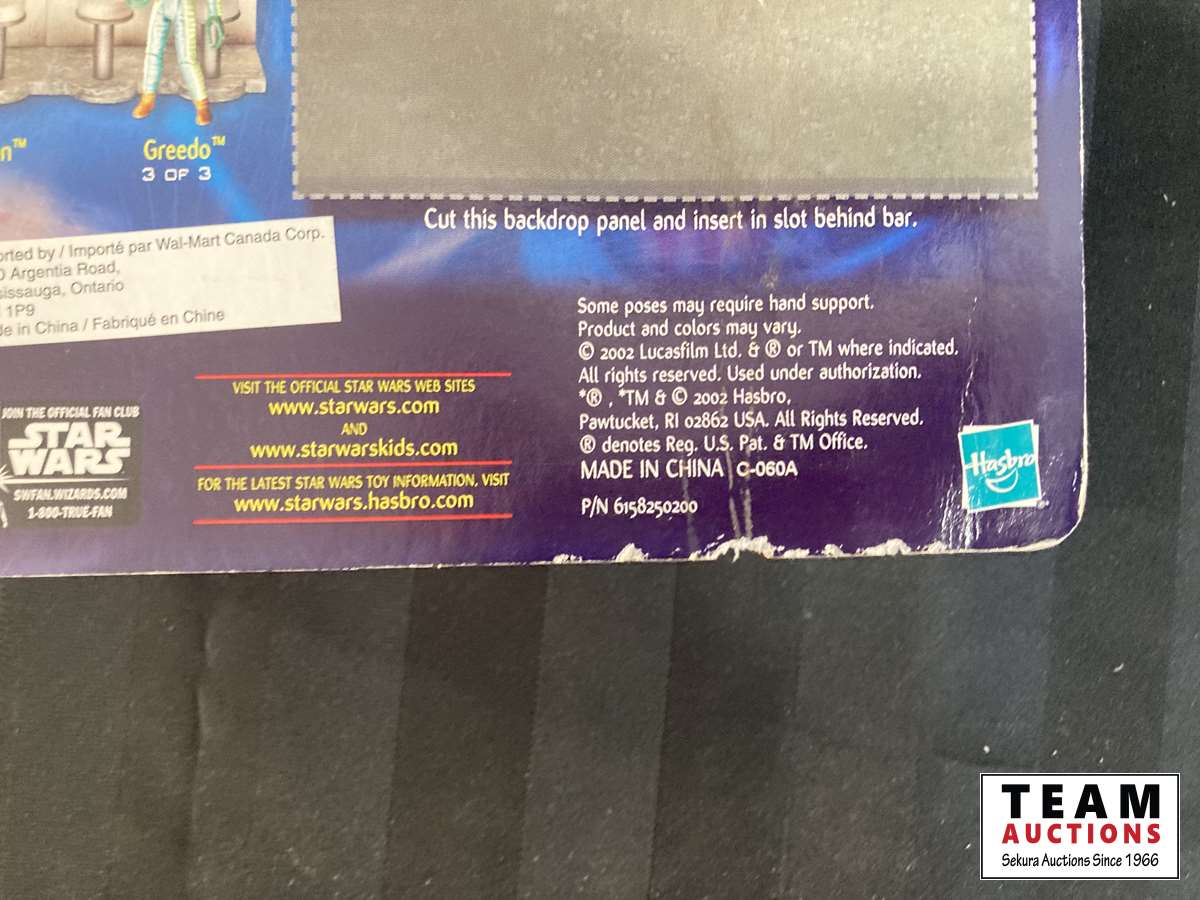 n™
Greedo™
3 OF 3
Cut this backdrop panel and insert in slot behind bar.
orted by / Importé par Wal-Mart Canada Corp.
0 Argentia Road,
sissauga, Ontario
1P9
de in China / Fabriqué en Chine
Some poses may require hand support.
Product and colors may vary.
© 2002 Lucasfilm Ltd. & ® or TM where indicated.
All rights reserved. Used under authorization.
*® , *TM & © 2002 Hasbro,
Pawtucket, RI 02862 USA. All Rights Reserved.
® denotes Reg. U.S. Pat. & TM Office.
MADE IN CHINA C-060A
P/N 6158250200
Hasbro
®
JOIN THE OFFICIAL FAN CLUB
STAR
WARS
SWFAN.WIZARDS.COM
1-800-TRUE-FAN
VISIT THE OFFICIAL STAR WARS WEB SITES
www.starwars.com
AND
www.starwarskids.com
FOR THE LATEST STAR WARS TOY INFORMATION, VISIT
www.starwars.hasbro.com
TEAM
AUCTIONS
Sekura Auctions Since 1966